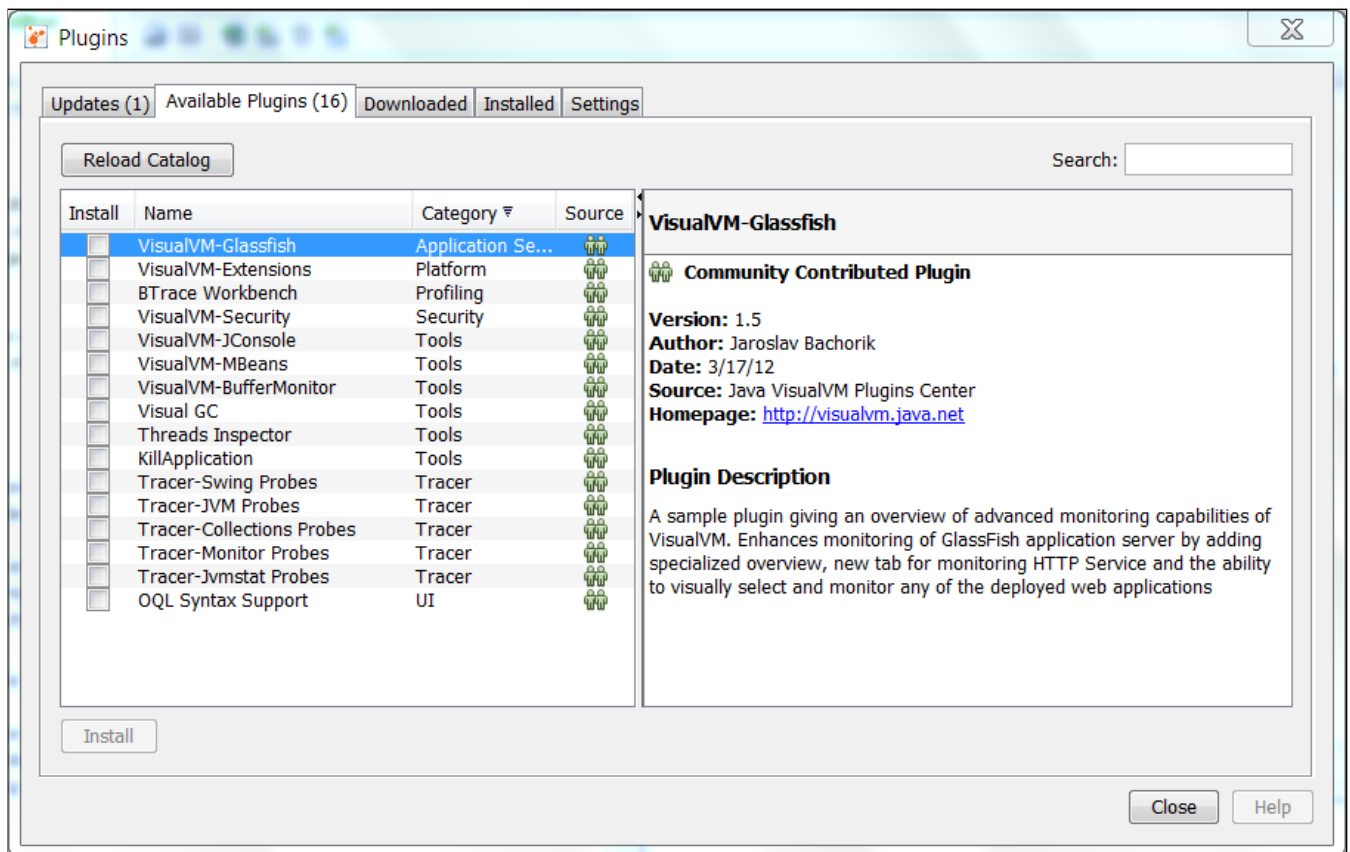 Plugins
Updates (1) Available Plugins (16) Downloaded Installed Settings
Reload Catalog
Search:
Install Name Category Source
VisualVM-Glassfish Application Se...
VisualVM-Extensions Platform
BTrace Workbench Profiling
VisualVM-Security Security
VisualVM-JConsole Tools
VisualVM-MBeans Tools
VisualVM-BufferMonitor Tools
Visual GC Tools
Threads Inspector Tools
KillApplication Tools
Tracer-Swing Probes Tracer
Tracer-JVM Probes Tracer
Tracer-Collections Probes Tracer
Tracer-Monitor Probes Tracer
Tracer-Jvmstat Probes Tracer
OQL Syntax Support UI
VisualVM-Glassfish
Community Contributed Plugin
Version: 1.5
Author: Jaroslav Bachorik
Date: 3/17/12
Source: Java VisualVM Plugins Center
Homepage: http://visualvm.java.net
Plugin Description
A sample plugin giving an overview of advanced monitoring capabilities of
VisualVM. Enhances monitoring of GlassFish application server by adding
specialized overview, new tab for monitoring HTTP Service and the ability
to visually select and monitor any of the deployed web applications
Install
Close Help